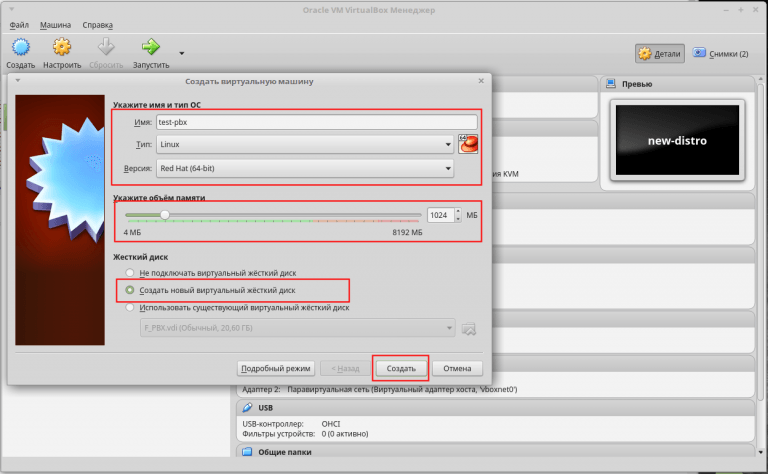 Oracle VM VirtualBox Менеджер
Файл Машина Справка
Создать Настроить Сбросить Запустить Детали Снимки (2)
Создать виртуальную машину
Превью
Укажите имя и тип ОС
Имя: test-pbx
Тип: Linux
64
new-distro
Версия: Red Hat (64-bit)
ия KVM
Укажите объём памяти
1024 МБ
4 МБ 8192 МБ
Жесткий диск
Не подключать виртуальный жёсткий диск
Создать новый виртуальный жёсткий диск
Использовать существующий виртуальный жёсткий диск
F_PBX.vdi (Обычный, 20,60 ГБ)
Подробный режим < Назад Создать Отмена
Адаптер 2: Паравиртуальная сеть (Виртуальный адаптер хоста, 'vboxnet0')
USB
USB-контроллер: OHCI
Фильтры устройств: 0 (0 активно)
Общие папки